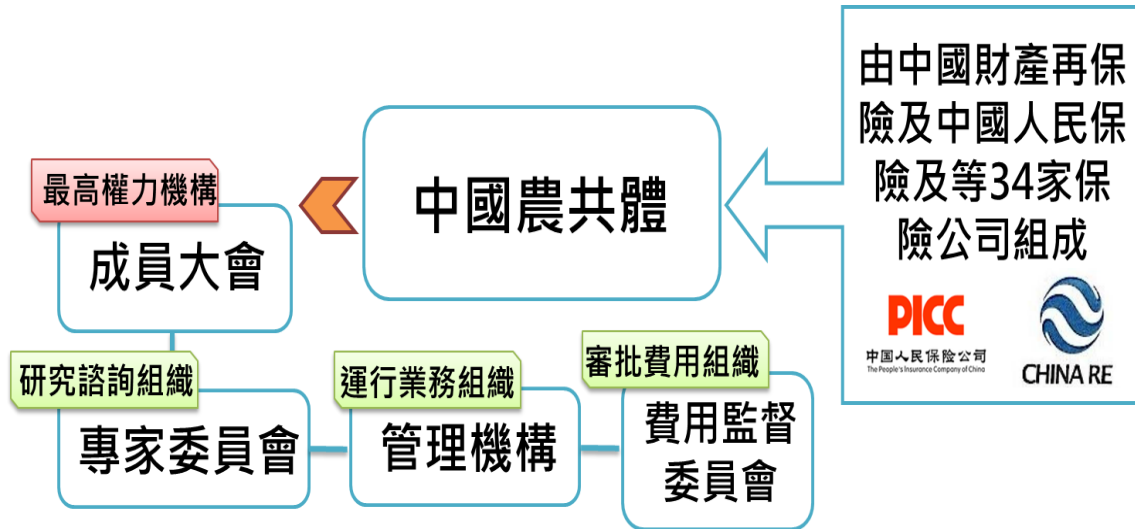 由中國財產再保
險及中國人民保
險及等34家保
險公司組成
PICC
中国人民保险公司
The People's Insurance Company of China
CHINA RE
中國農共體
最高權力機構
成員大會
研究諮詢組織
專家委員會
運行業務組織
管理機構
審批費用組織
費用監督
委員會